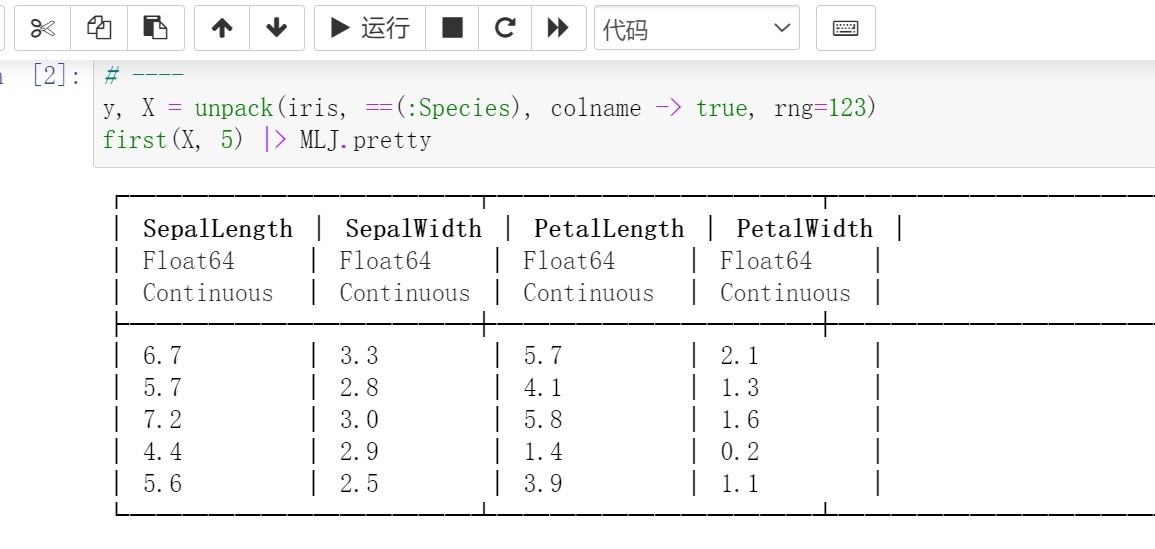 运行
代码
[2]:
# ----
y, X = unpack(iris, ==(:Species), colname -> true, rng=123)
first(X, 5) |> MLJ.pretty
SepalLength | SepalWidth | PetalLength | PetalWidth |
Float64 | Float64 | Float64 | Float64 |
Continuous | Continuous | Continuous | Continuous |
6.7 | 3.3 | 5.7 | 2.1 |
5.7 | 2.8 | 4.1 | 1.3 |
7.2 | 3.0 | 5.8 | 1.6 |
4.4 | 2.9 | 1.4 | 0.2 |
5.6 | 2.5 | 3.9 | 1.1 |